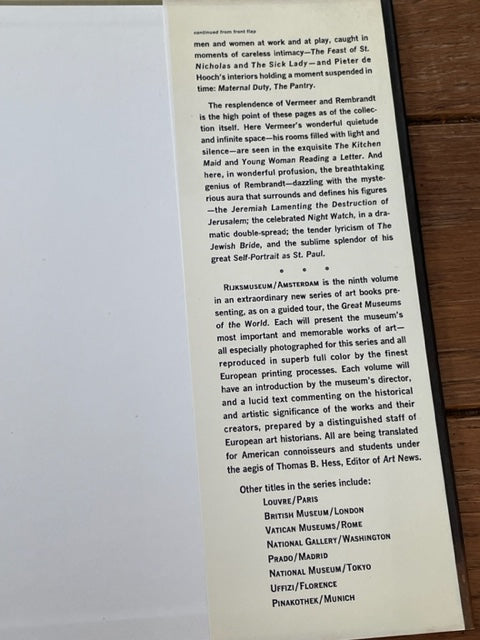 continued from front flap
men and women at work and at play, caught in
moments of careless intimacy—The Feast of St.
Nicholas and The Sick Lady—and Pieter de
Hooch's interiors holding a moment suspended in
time: Maternal Duty, The Pantry.
The resplendence of Vermeer and Rembrandt
is the high point of these pages as of the collec-
tion itself. Here Vermeer's wonderful quietude
and infinite space—his rooms filled with light and
silence—are seen in the exquisite The Kitchen
Maid and Young Woman Reading a Letter. And
here, in wonderful profusion, the breathtaking
genius of Rembrandt—dazzling with the myste-
rious aura that surrounds and defines his figures
—the Jeremiah Lamenting the Destruction of
Jerusalem; the celebrated Night Watch, in a dra-
matic double-spread; the tender lyricism of The
Jewish Bride, and the sublime splendor of his
great Self-Portrait as St. Paul.
RIJKSMUSEUM/AMSTERDAM is the ninth volume
in an extraordinary new series of art books pre-
senting, as on a guided tour, the Great Museums
of the World. Each will present the museum's
most important and memorable works of art—
all especially photographed for this series and all
reproduced in superb full color by the finest
European printing processes. Each volume will
have an introduction by the museum's director,
and a lucid text commenting on the historical
and artistic significance of the works and their
creators, prepared by a distinguished staff of
European art historians. All are being translated
for American connoisseurs and students under
the aegis of Thomas B. Hess, Editor of Art News.
Other titles in the series include:
LOUVRE/PARIS
BRITISH MUSEUM/LONDON
VATICAN MUSEUMS/ROME
NATIONAL GALLERY/WASHINGTON
PRADO/MADRID
NATIONAL MUSEUM/TOKYO
UFFIZI/FLORENCE
PINAKOTHEK/MUNICH